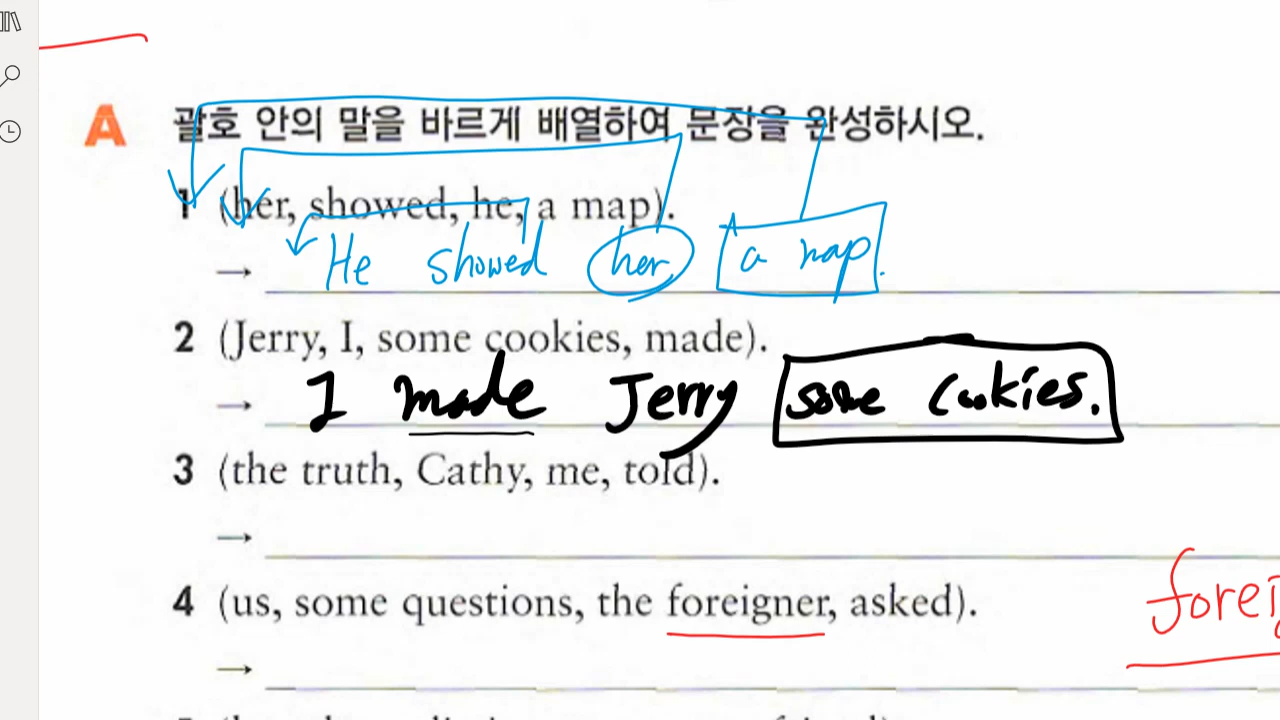 A 괄호 안의 말을 바르게 배열하여 문장을 완성하시오.
1 (her, showed, he, a map).
→ He showed her a map.
2 (Jerry, I, some cookies, made).
→ I made Jerry some cookies.
3 (the truth, Cathy, me, told).
→
4 (us, some questions, the foreigner, asked).
foreig
→